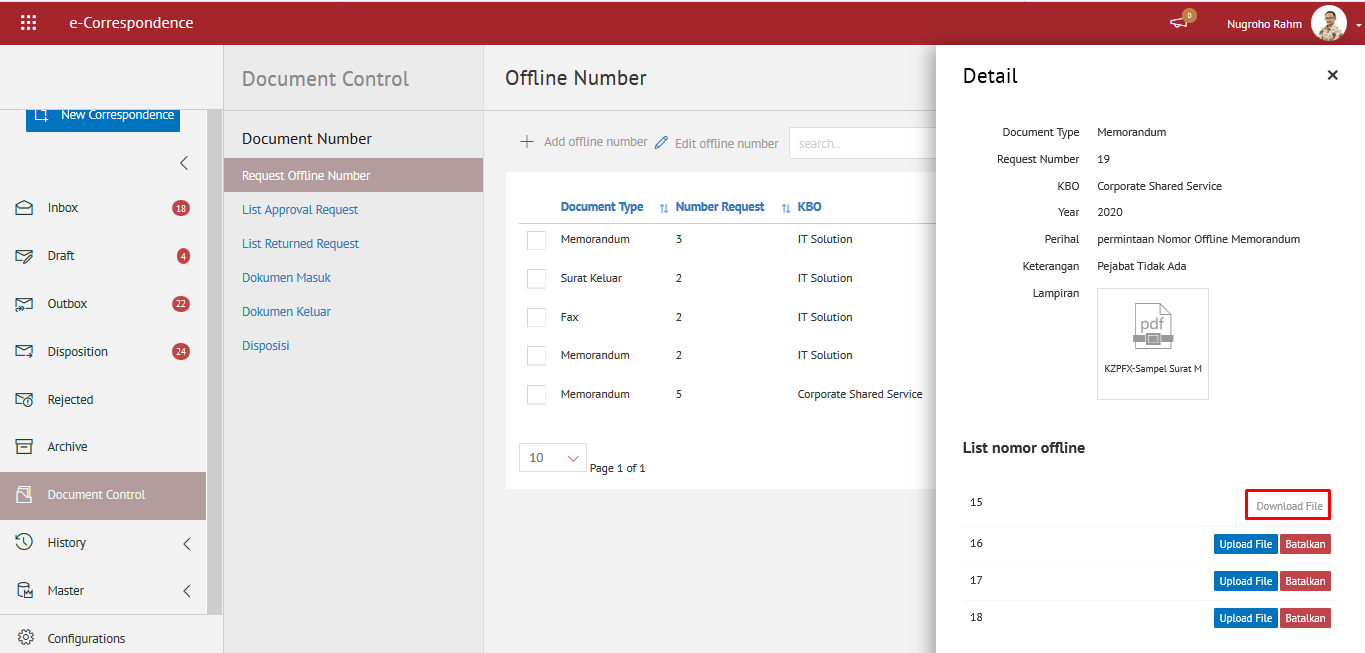 e-Correspondence
0
Nugroho Rahm
New Correspondence
Inbox 18
Draft 4
Outbox 22
Disposition 24
Rejected
Archive
Document Control
History
Master
Configurations
Document Control
Document Number
Request Offline Number
List Approval Request
List Returned Request
Dokumen Masuk
Dokumen Keluar
Disposisi
Offline Number
Add offline number Edit offline number search..
Document Type Number Request KBO
Memorandum 3 IT Solution
Surat Keluar 2 IT Solution
Fax 2 IT Solution
Memorandum 2 IT Solution
Memorandum 5 Corporate Shared Service
10 Page 1 of 1
Detail
Document Type Memorandum
Request Number 19
KBO Corporate Shared Service
Year 2020
Perihal permintaan Nomor Offline Memorandum
Keterangan Pejabat Tidak Ada
Lampiran
pdf
KZPFX-Sampel Surat M
List nomor offline
15 Download File
16 Upload File Batalkan
17 Upload File Batalkan
18 Upload File Batalkan